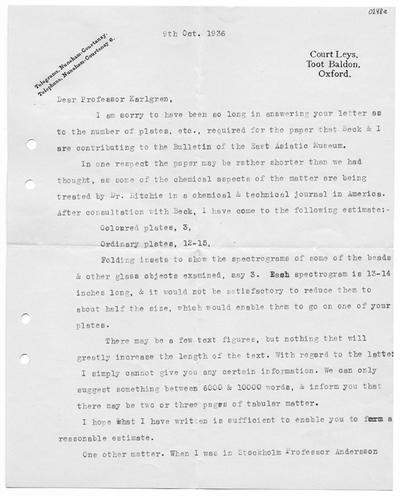 0248a
9th Oct. 1936
Telegrams, Nuneham-Courtenay.
Telephone, Nuneham-Courtenay 6.
Court Leys,
Toot Baldon,
Oxford.
Dear Professor Karlgren,
I am sorry to have been so long in answering your letter as
to the number of plates, etc., required for the paper that Beck & I
are contributing to the Bulletin of the East Asiatic Museum.
In one respect the paper may be rather shorter than we had
thought, as some of the chemical aspects of the matter are being
treated by Dr. Ritchie in a chemical & technical journal in America.
After consultation with Beck, I have come to the following estimate:-
Coloured plates, 3,
Ordinary plates, 12-15,
Folding insets to show the spectrograms of some of the beads
& other glass objects examined, say 3. Each spectrogram is 13-14
inches long, & it would not be satisfactory to reduce them to
about half the size, which would enable them to go on one of your
plates.
There may be a few text figures, but nothing that will
greatly increase the length of the text. With regard to the latte
I simply cannot give you any certain information. We can only
suggest something between 6000 & 10000 words, & inform you that
there may be two or three pages of tabular matter.
I hope what I have written is sufficient to enable you to form a
reasonable estimate.
One other matter. When I was in Stockholm Professor Andersson